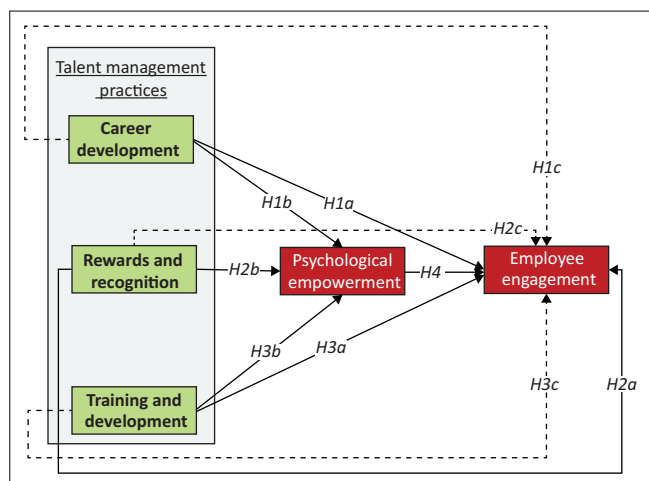 Talent management
practices
Career
development
H1c
H1b
H1a
H2c
Rewards and
recognition
H2b
Psychological
empowerment
H4
Employee
engagement
H3b
H3a
H3c
H2a
Training and
development